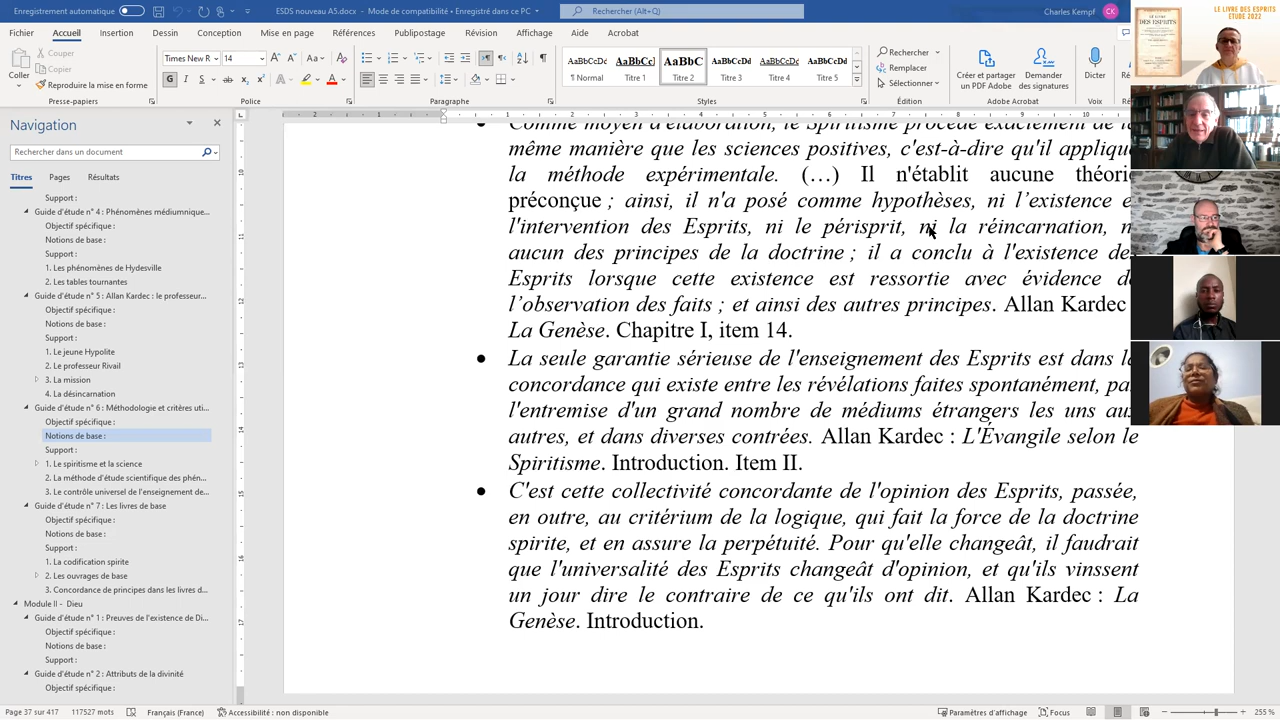 Enregistrement automatique
ESDS nouveau A5.docx - Mode de compatibilité • Enregistré dans ce PC
Rechercher (Alt+Q)
Charles Kempf
CK
Fichier Accueil Insertion Dessin Conception Mise en page Références Publipostage Révision Affichage Aide Acrobat
Coller
Couper
Copier
Reproduire la mise en forme
Presse-papiers
Times New R 14
Police
Paragraphe
AaBbCcDc AaBbCcI AaBbC AaBbCcDd AaBbCcDc AaBbCcDc
¶ Normal Titre 1 Titre 2 Titre 3 Titre 4 Titre 5
Styles
Rechercher
Remplacer
Sélectionner
Édition
Créer et partager
un PDF Adobe
Demander
des signatures
Adobe Acrobat
Dicter
Voix
LE LIVRE DES ESPRITS
ETUDE 2022
Navigation
Rechercher dans un document
Titres Pages Résultats
Support :
Guide d'étude n° 4 : Phénomènes médiumnique...
Objectif spécifique :
Notions de base :
Support :
1. Les phénomènes de Hydesville
2. Les tables tournantes
Guide d'étude n° 5 : Allan Kardec : le professeur...
Objectif spécifique :
Notions de base :
Support :
1. Le jeune Hypolite
2. Le professeur Rivail
3. La mission
4. La désincarnation
Guide d'étude n° 6 : Méthodologie et critères uti...
Objectif spécifique :
Notions de base :
Support :
1. Le spiritisme et la science
2. La méthode d'étude scientifique des phén...
3. Le contrôle universel de l'enseignement de...
Guide d'étude n° 7 : Les livres de base
Objectif spécifique :
Notions de base :
Support :
1. La codification spirite
2. Les ouvrages de base
3. Concordance de principes dans les livres d...
Module II - Dieu
Guide d'étude n° 1 : Preuves de l'existence de Di...
Objectif spécifique :
Notions de base :
Support :
Guide d'étude n° 2 : Attributs de la divinité
Objectif spécifique :
• Comme moyen d'élaboration, le Spiritisme procède exactement de la
même manière que les sciences positives, c'est-à-dire qu'il applique
la méthode expérimentale. (…) Il n'établit aucune théorie
préconçue ; ainsi, il n'a posé comme hypothèses, ni l'existence e
l'intervention des Esprits, ni le périsprit, ni la réincarnation, n
aucun des principes de la doctrine ; il a conclu à l'existence de
Esprits lorsque cette existence est ressortie avec évidence de
l'observation des faits ; et ainsi des autres principes. Allan Kardec
La Genèse. Chapitre I, item 14.
• La seule garantie sérieuse de l'enseignement des Esprits est dans la
concordance qui existe entre les révélations faites spontanément, pa
l'entremise d'un grand nombre de médiums étrangers les uns aux
autres, et dans diverses contrées. Allan Kardec : L'Évangile selon le
Spiritisme. Introduction. Item II.
• C'est cette collectivité concordante de l'opinion des Esprits, passée,
en outre, au critérium de la logique, qui fait la force de la doctrine
spirite, et en assure la perpétuité. Pour qu'elle changeât, il faudrait
que l'universalité des Esprits changeât d'opinion, et qu'ils vinssent
un jour dire le contraire de ce qu'ils ont dit. Allan Kardec : La
Genèse. Introduction.
Page 37 sur 417 117527 mots Français (France) Accessibilité : non disponible
Paramètres d'affichage Focus 255 %